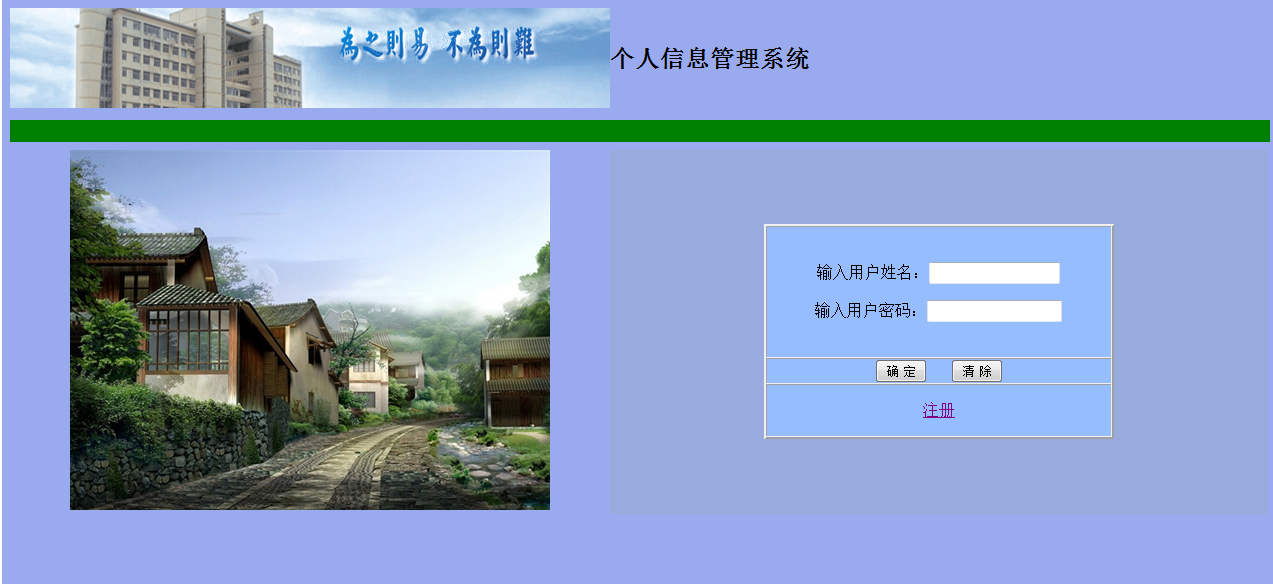 為之則易 不為則難
个人信息管理系统
输入用户姓名：
输入用户密码：
确 定 清 除
注册